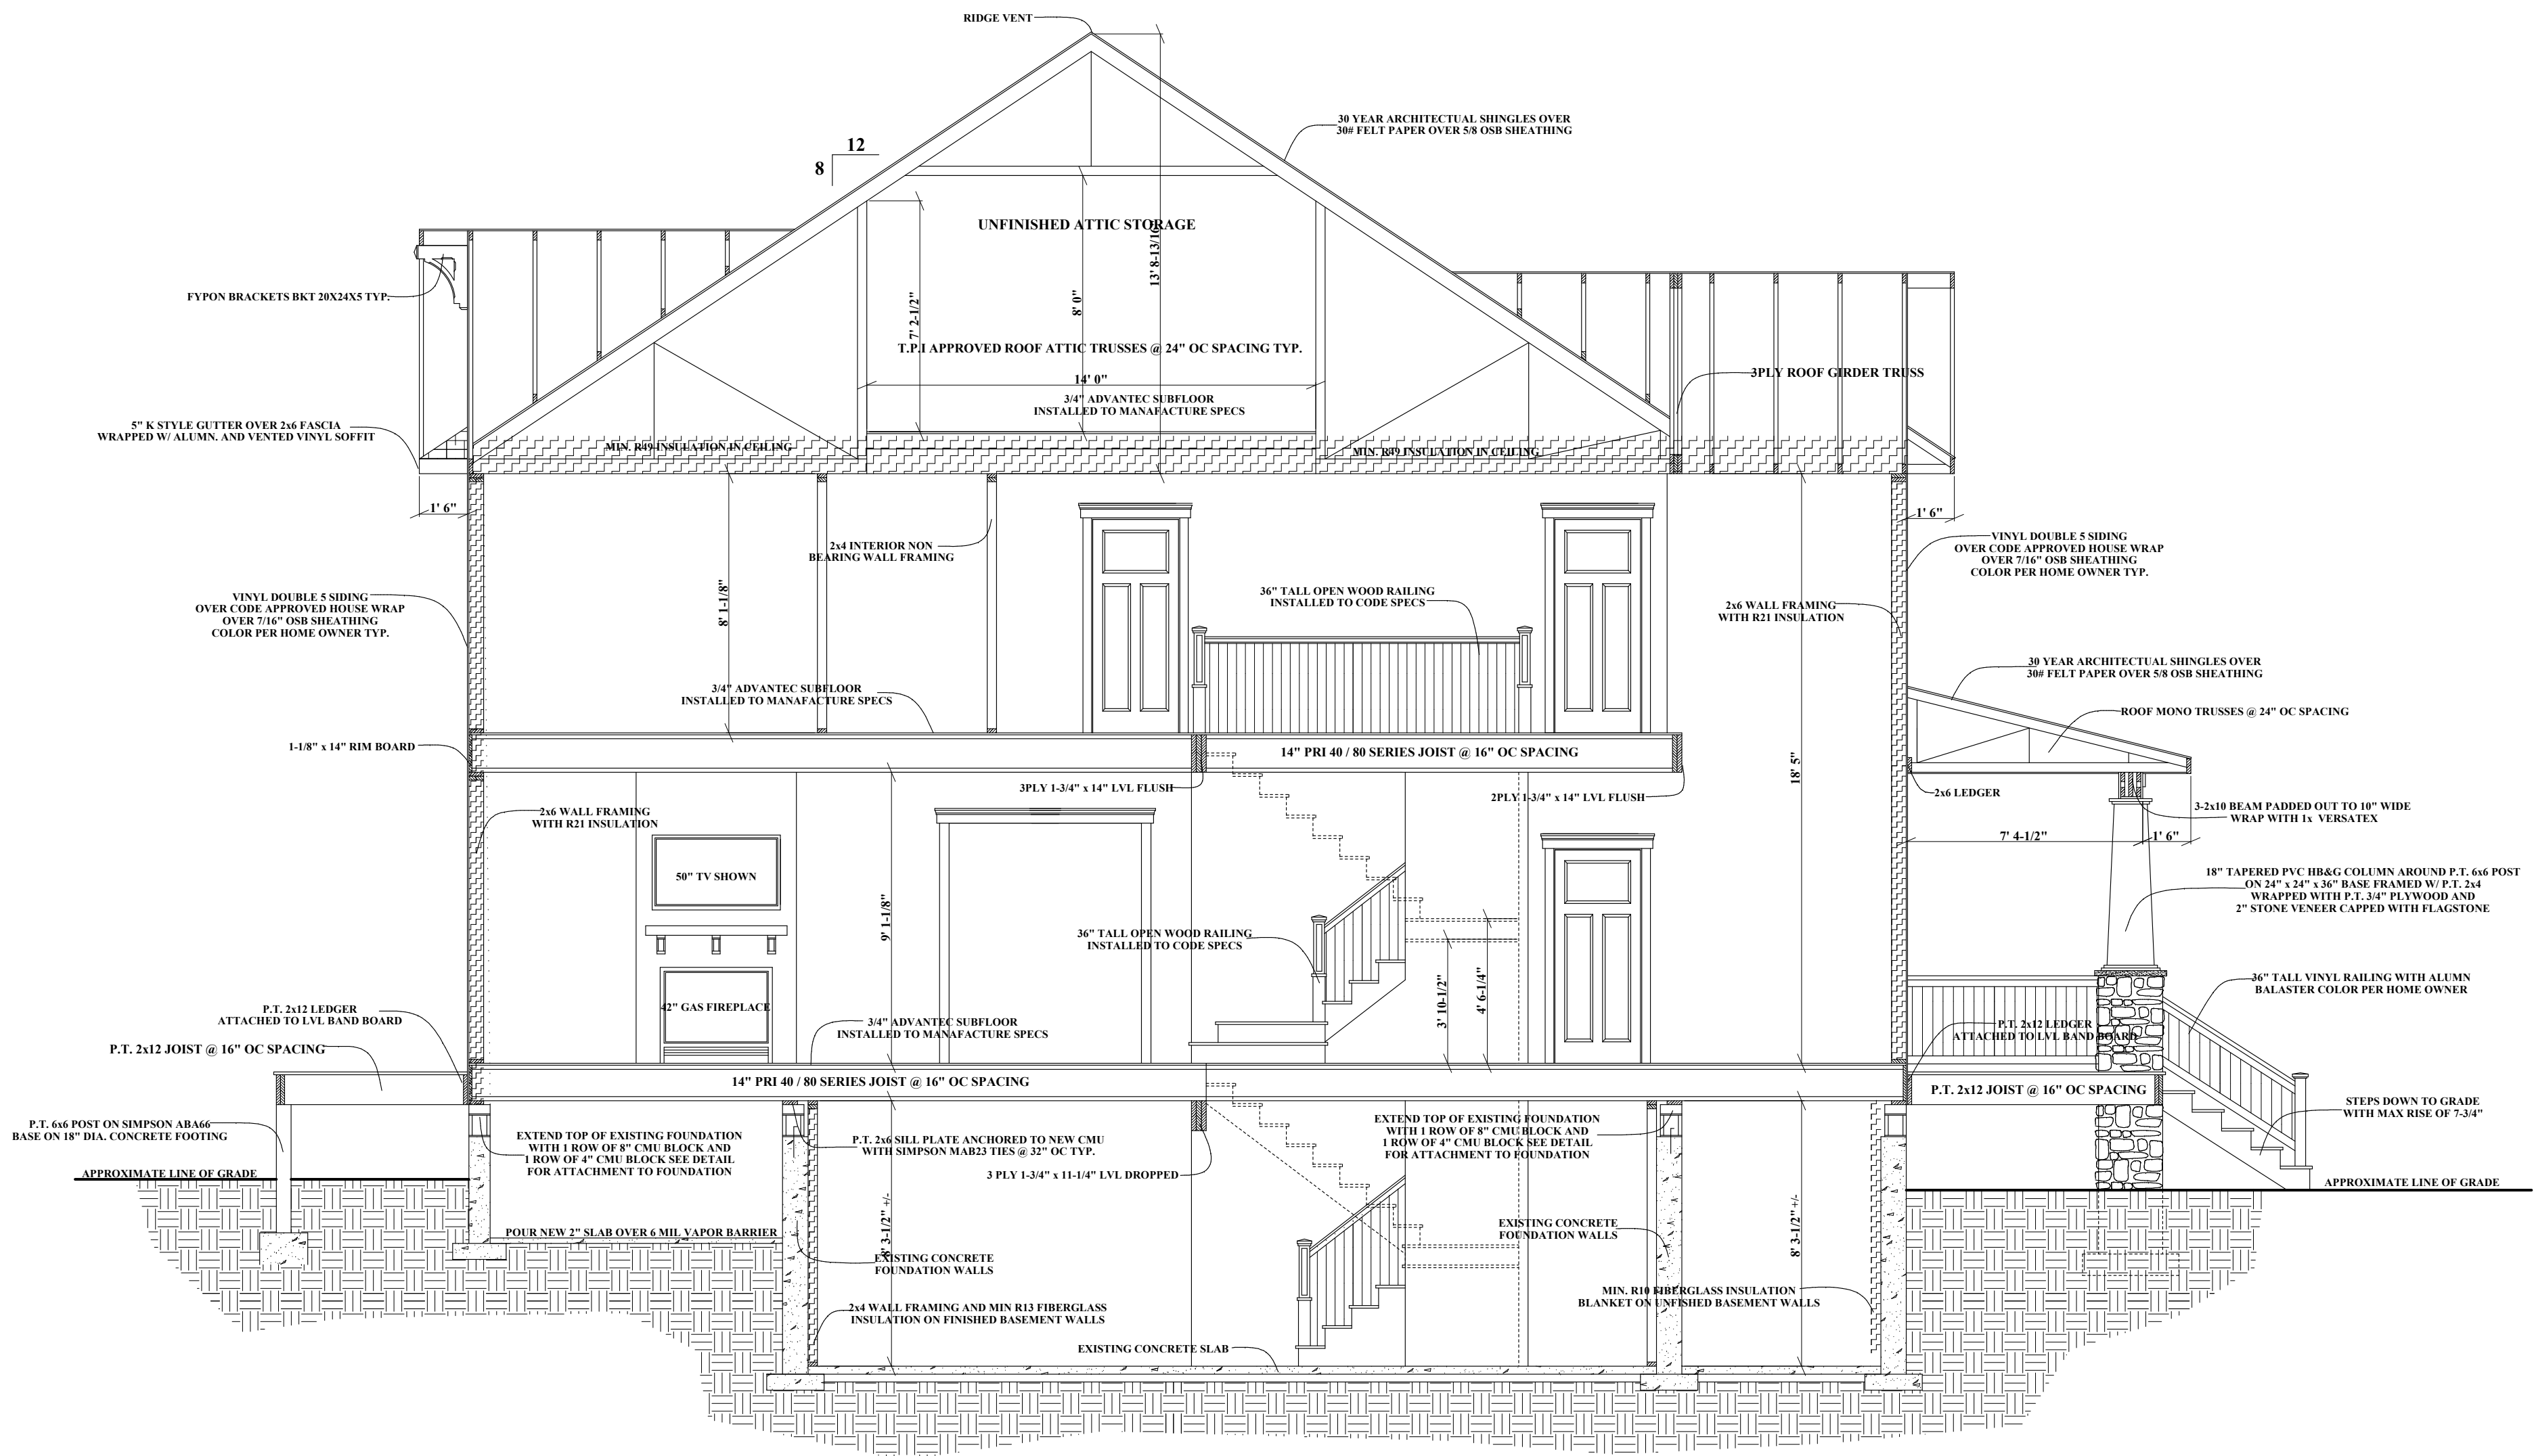 RIDGE VENT
30 YEAR ARCHITECTUAL SHINGLES OVER
30# FELT PAPER OVER 5/8 OSB SHEATHING
12
8
UNFINISHED ATTIC STORAGE
13' 8-13/16"
FYPON BRACKETS BKT 20X24X5 TYP.
7' 2-1/2"
8' 0"
T.P.I APPROVED ROOF ATTIC TRUSSES @ 24" OC SPACING TYP.
14' 0"
3PLY ROOF GIRDER TRUSS
3/4" ADVANTEC SUBFLOOR
INSTALLED TO MANAFACTURE SPECS
5" K STYLE GUTTER OVER 2x6 FASCIA
WRAPPED W/ ALUMN. AND VENTED VINYL SOFFIT
MIN. R49 INSULATION IN CEILING
MIN. R49 INSULATION IN CEILING
1' 6"
1' 6"
2x4 INTERIOR NON
BEARING WALL FRAMING
VINYL DOUBLE 5 SIDING
OVER CODE APPROVED HOUSE WRAP
OVER 7/16" OSB SHEATHING
COLOR PER HOME OWNER TYP.
VINYL DOUBLE 5 SIDING
OVER CODE APPROVED HOUSE WRAP
OVER 7/16" OSB SHEATHING
COLOR PER HOME OWNER TYP.
8' 1-1/8"
36" TALL OPEN WOOD RAILING
INSTALLED TO CODE SPECS
2x6 WALL FRAMING
WITH R21 INSULATION
30 YEAR ARCHITECTUAL SHINGLES OVER
30# FELT PAPER OVER 5/8 OSB SHEATHING
3/4" ADVANTEC SUBFLOOR
INSTALLED TO MANAFACTURE SPECS
ROOF MONO TRUSSES @ 24" OC SPACING
1-1/8" x 14" RIM BOARD
14" PRI 40 / 80 SERIES JOIST @ 16" OC SPACING
18' 5"
3PLY 1-3/4" x 14" LVL FLUSH
2PLY 1-3/4" x 14" LVL FLUSH
2x6 LEDGER
2x6 WALL FRAMING
WITH R21 INSULATION
3-2x10 BEAM PADDED OUT TO 10" WIDE
WRAP WITH 1x VERSATEX
7' 4-1/2"
1' 6"
50" TV SHOWN
18" TAPERED PVC HB&G COLUMN AROUND P.T. 6x6 POST
ON 24" x 24" x 36" BASE FRAMED W/ P.T. 2x4
WRAPPED WITH P.T. 3/4" PLYWOOD AND
2" STONE VENEER CAPPED WITH FLAGSTONE
9' 1-1/8"
36" TALL OPEN WOOD RAILING
INSTALLED TO CODE SPECS
3' 10-1/2"
4' 6-1/4"
36" TALL VINYL RAILING WITH ALUMN
BALASTER COLOR PER HOME OWNER
42" GAS FIREPLACE
P.T. 2x12 LEDGER
ATTACHED TO LVL BAND BOARD
3/4" ADVANTEC SUBFLOOR
INSTALLED TO MANAFACTURE SPECS
P.T. 2x12 LEDGER
ATTACHED TO LVL BAND BOARD
P.T. 2x12 JOIST @ 16" OC SPACING
14" PRI 40 / 80 SERIES JOIST @ 16" OC SPACING
P.T. 2x12 JOIST @ 16" OC SPACING
STEPS DOWN TO GRADE
WITH MAX RISE OF 7-3/4"
P.T. 6x6 POST ON SIMPSON ABA66
BASE ON 18" DIA. CONCRETE FOOTING
EXTEND TOP OF EXISTING FOUNDATION
WITH 1 ROW OF 8" CMU BLOCK AND
1 ROW OF 4" CMU BLOCK SEE DETAIL
FOR ATTACHMENT TO FOUNDATION
P.T. 2x6 SILL PLATE ANCHORED TO NEW CMU
WITH SIMPSON MAB23 TIES @ 32" OC TYP.
EXTEND TOP OF EXISTING FOUNDATION
WITH 1 ROW OF 8" CMU BLOCK AND
1 ROW OF 4" CMU BLOCK SEE DETAIL
FOR ATTACHMENT TO FOUNDATION
3 PLY 1-3/4" x 11-1/4" LVL DROPPED
APPROXIMATE LINE OF GRADE
APPROXIMATE LINE OF GRADE
8' 3-1/2" +/-
8' 3-1/2" +/-
POUR NEW 2" SLAB OVER 6 MIL VAPOR BARRIER
EXISTING CONCRETE
FOUNDATION WALLS
EXISTING CONCRETE
FOUNDATION WALLS
MIN. R10 FIBERGLASS INSULATION
BLANKET ON UNFISHED BASEMENT WALLS
2x4 WALL FRAMING AND MIN R13 FIBERGLASS
INSULATION ON FINISHED BASEMENT WALLS
EXISTING CONCRETE SLAB